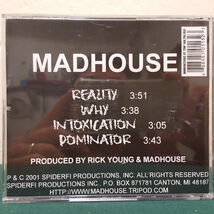 MADHOUSE
REALITY 3:51
WHY 3:38
INTOXICATION 3:05
DOMINATOR 3:43
PRODUCED BY RICK YOUNG & MADHOUSE
P & C 2001 SPIDERFI PRODUCTIONS, INC. ALL RIGHTS RESERVED
SPIDERFI PRODUCTIONS INC. P.O. BOX 871781 CANTON, MI 48187
HTTP://WWW.MADHOUSE.TRIPOD.COM